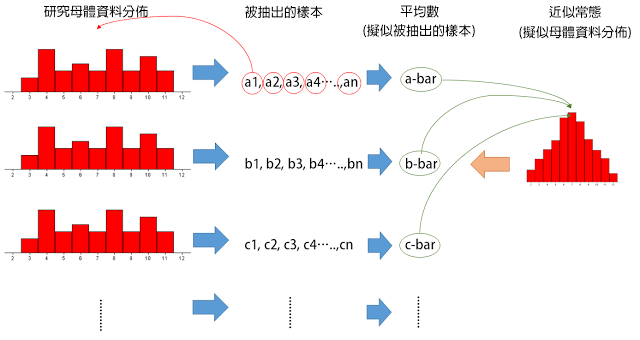 研究母體資料分佈
被抽出的樣本
平均數
(擬似被抽出的樣本)
近似常態
(擬似母體資料分佈)
a1, a2, a3, a4⋯..,an
a-bar
2 3 4 5 6 7 8 9 10 11 12
b1, b2, b3, b4⋯..,bn
b-bar
2 3 4 5 6 7 8 9 10 11 12
c1, c2, c3, c4⋯..,cn
c-bar
2 3 4 5 6 7 8 9 10 11 12